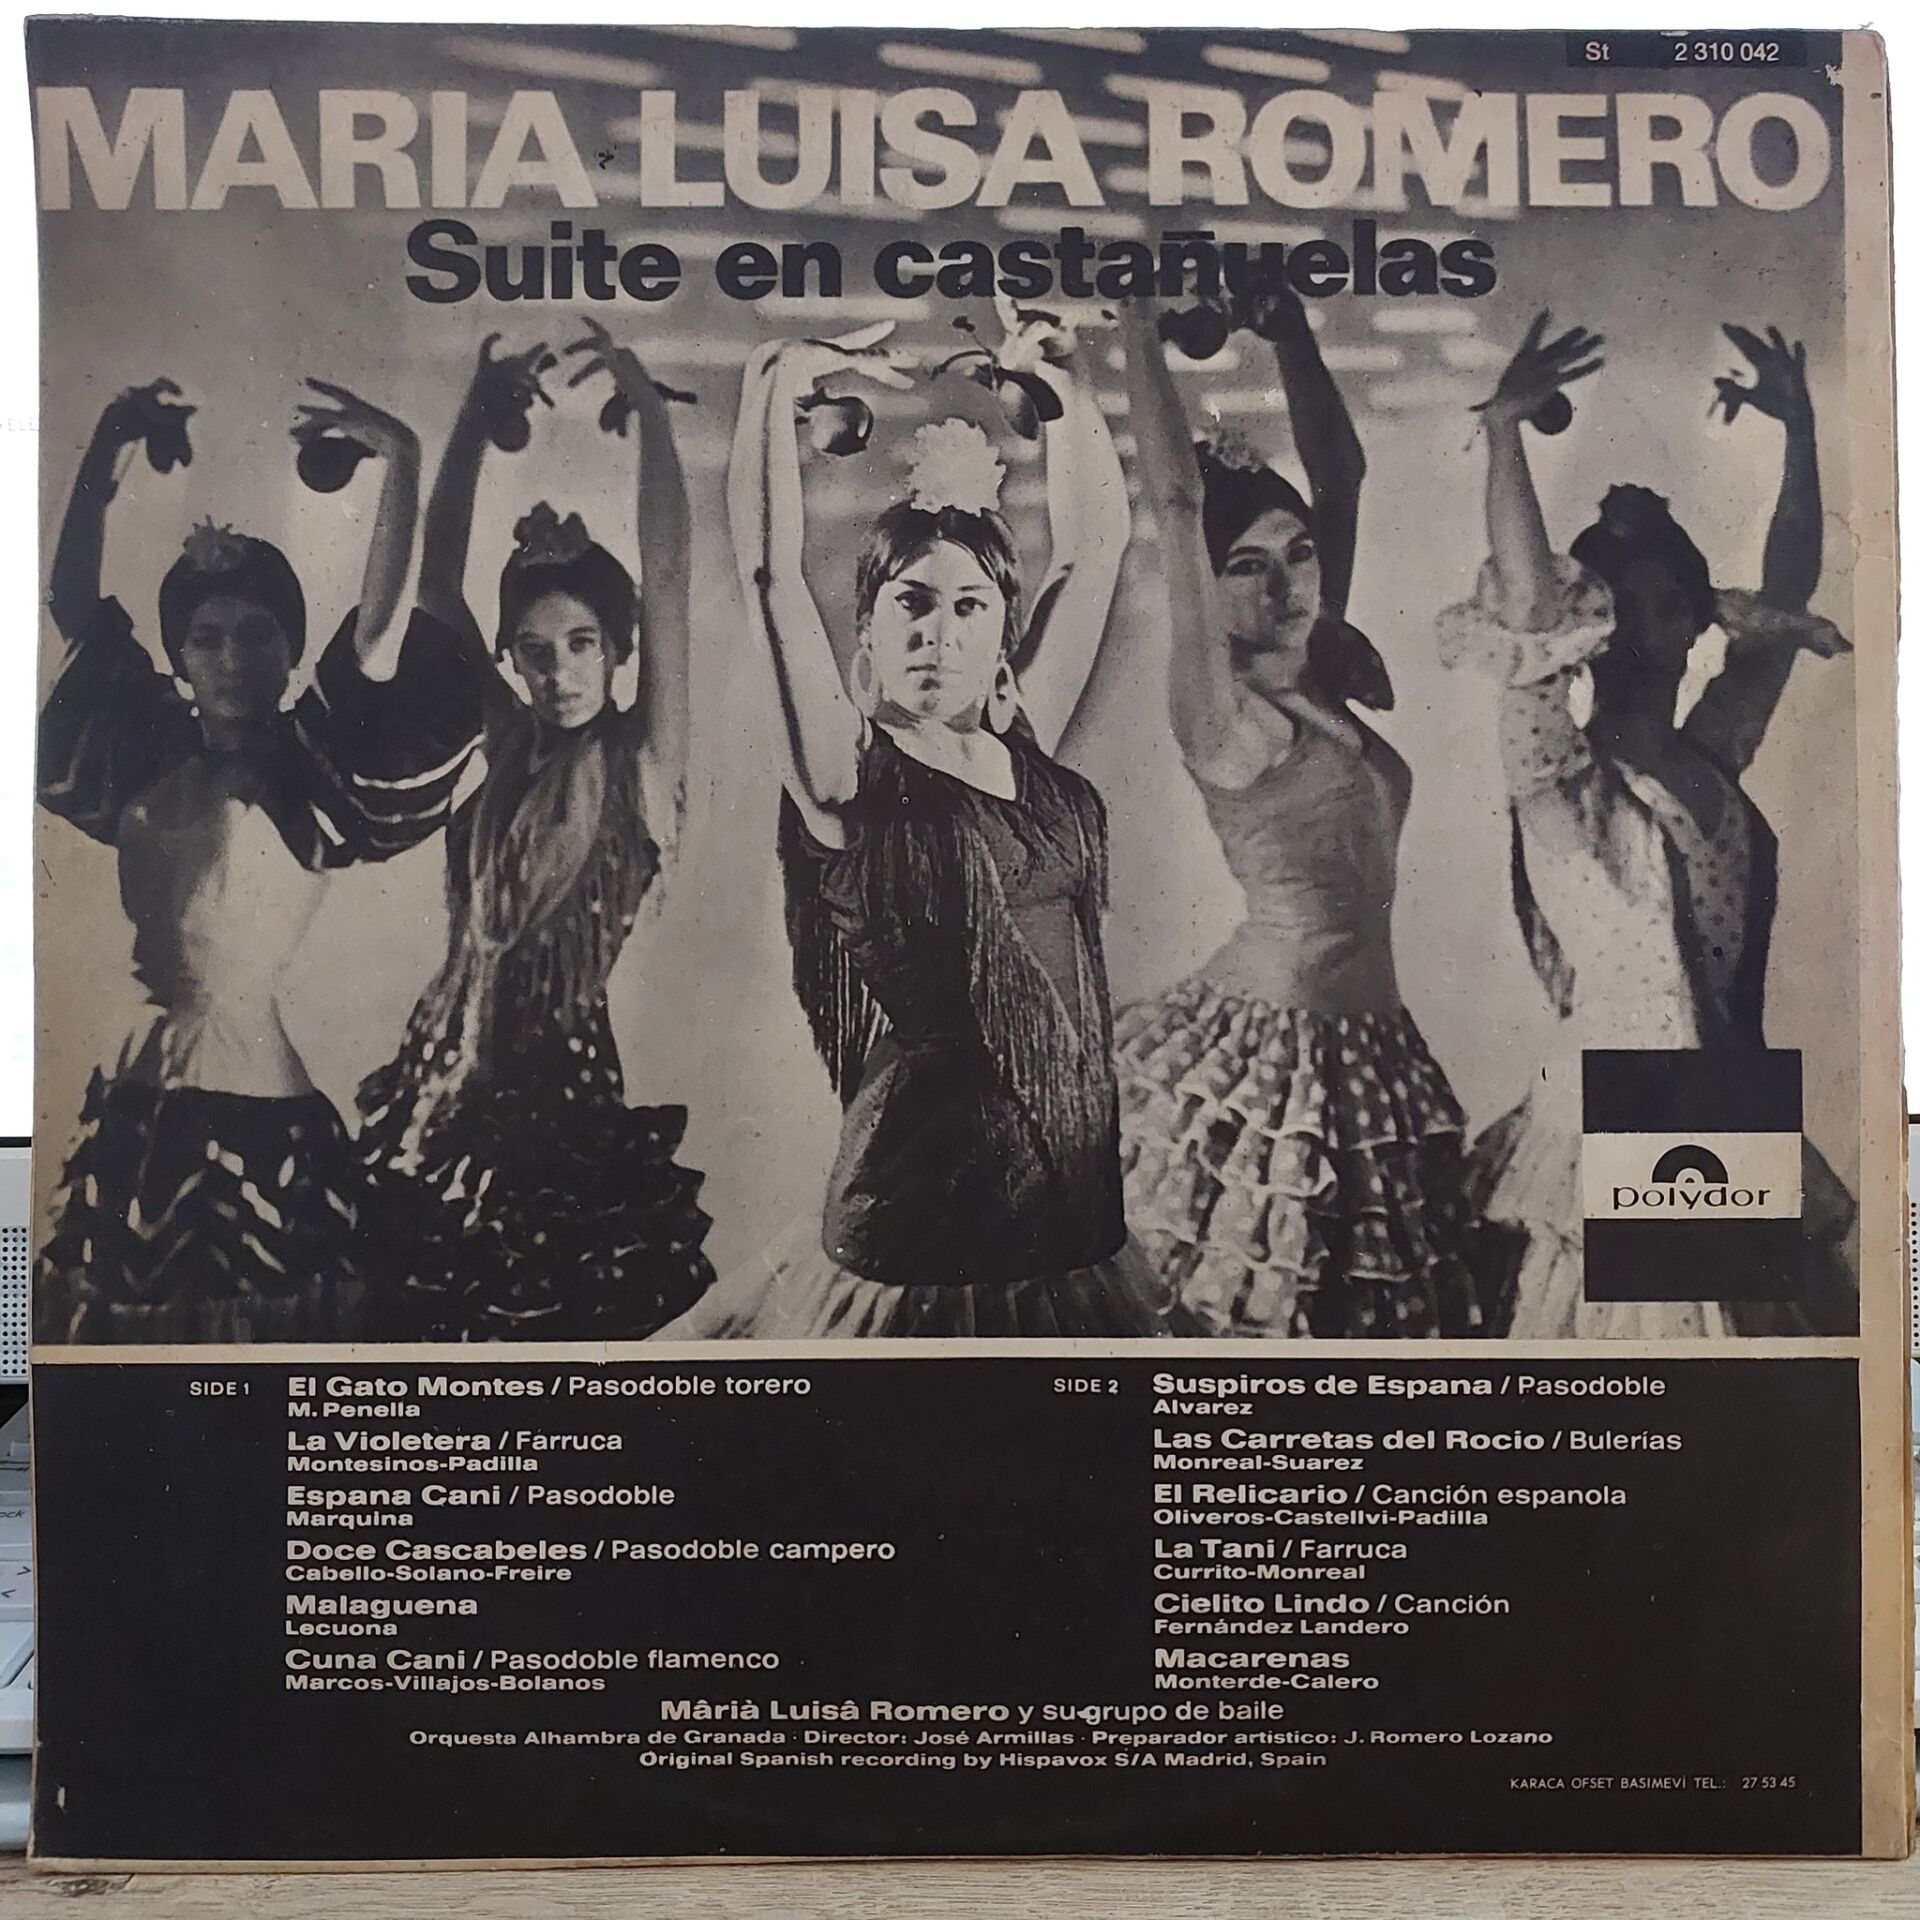 St 2 310 042
MARIA LUISA ROMERO
Suite en castañuelas
polydor
SIDE 1
El Gato Montes / Pasodoble torero
M. Penella
La Violetera / Farruca
Montesinos-Padilla
Espana Cani / Pasodoble
Marquina
Doce Cascabeles / Pasodoble campero
Cabello-Solano-Freire
Malaguena
Lecuona
Cuna Cani / Pasodoble flamenco
Marcos-Villajos-Bolanos
SIDE 2
Suspiros de Espana / Pasodoble
Alvarez
Las Carretas del Rocio / Bulerías
Monreal-Suarez
El Relicario / Canción espanola
Oliveros-Castellvi-Padilla
La Tani / Farruca
Currito-Monreal
Cielito Lindo / Canción
Fernández Landero
Macarenas
Monterde-Calero
Mârià Luisâ Romero y su grupo de baile
Orquesta Alhambra de Granada · Director: José Armillas · Preparador artístico: J. Romero Lozano
Original Spanish recording by Hispavox S/A Madrid, Spain
KARACA OFSET BASIMEVİ TEL.: 27 53 45